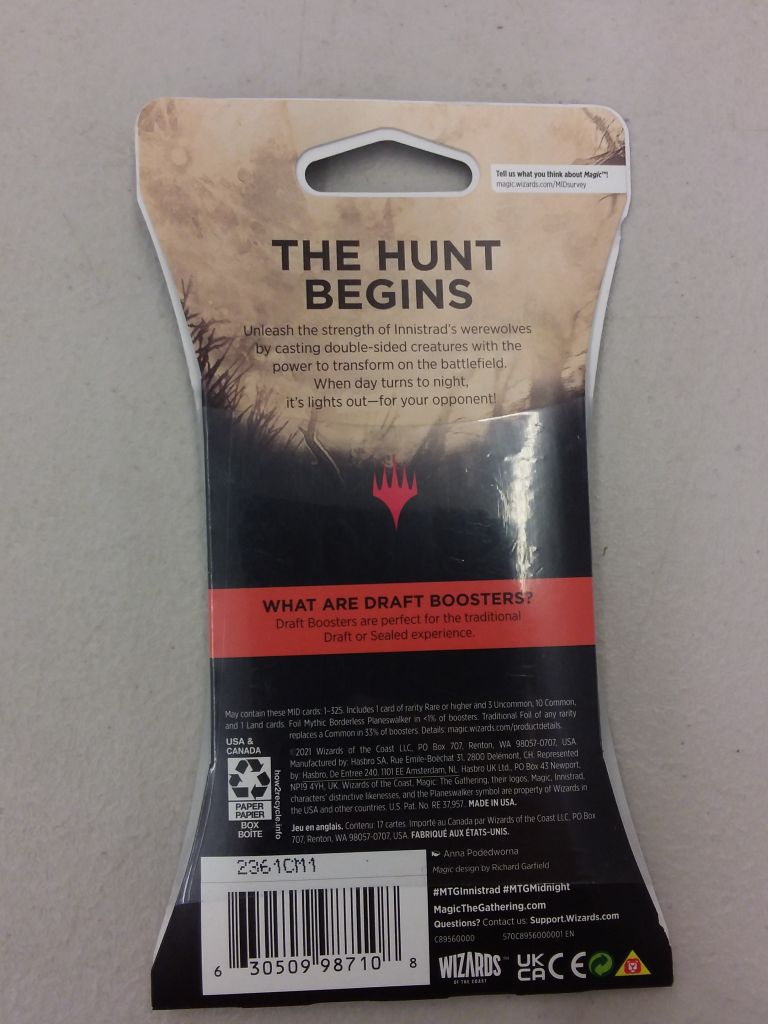 Tell us what you think about Magic™!
magic.wizards.com/MIDsurvey
THE HUNT
BEGINS
Unleash the strength of Innistrad's werewolves
by casting double-sided creatures with the
power to transform on the battlefield.
When day turns to night,
it's lights out—for your opponent!
WHAT ARE DRAFT BOOSTERS?
Draft Boosters are perfect for the traditional
Draft or Sealed experience.
May contain these MID cards: 1-325. Includes 1 card of rarity Rare or higher and 3 Uncommon, 10 Common,
and 1 Land cards. Foil Mythic Borderless Planeswalker in <1% of boosters. Traditional Foil of any rarity
replaces a Common in 33% of boosters. Details: magic.wizards.com/productdetails.
USA &
CANADA
how2recycle.info
PAPER
PAPIER
BOX
BOITE
©2021 Wizards of the Coast LLC, PO Box 707, Renton, WA 98057-0707, USA.
Manufactured by: Hasbro SA, Rue Emile-Boéchat 31, 2800 Delémont, CH. Represented
by: Hasbro, De Entree 240, 1101 EE Amsterdam, NL. Hasbro UK Ltd., PO Box 43 Newport,
NP19 4YH, UK. Wizards of the Coast, Magic: The Gathering, their logos, Magic, Innistrad,
characters' distinctive likenesses, and the Planeswalker symbol are property of Wizards in
the USA and other countries. U.S. Pat. No. RE 37,957. MADE IN USA.
Jeu en anglais. Contenu: 17 cartes. Importé au Canada par Wizards of the Coast LLC, PO Box
707, Renton, WA 98057-0707, USA. FABRIQUÉ AUX ÉTATS-UNIS.
Anna Podedworna
Magic design by Richard Garfield
2361CM1
#MTGInnistrad #MTGMidnight
MagicTheGathering.com
Questions? Contact us: Support.Wizards.com
C89560000 570C8956000001 EN
6 30509 98710 8
WIZARDS™
OF THE COAST
UK
CA CE